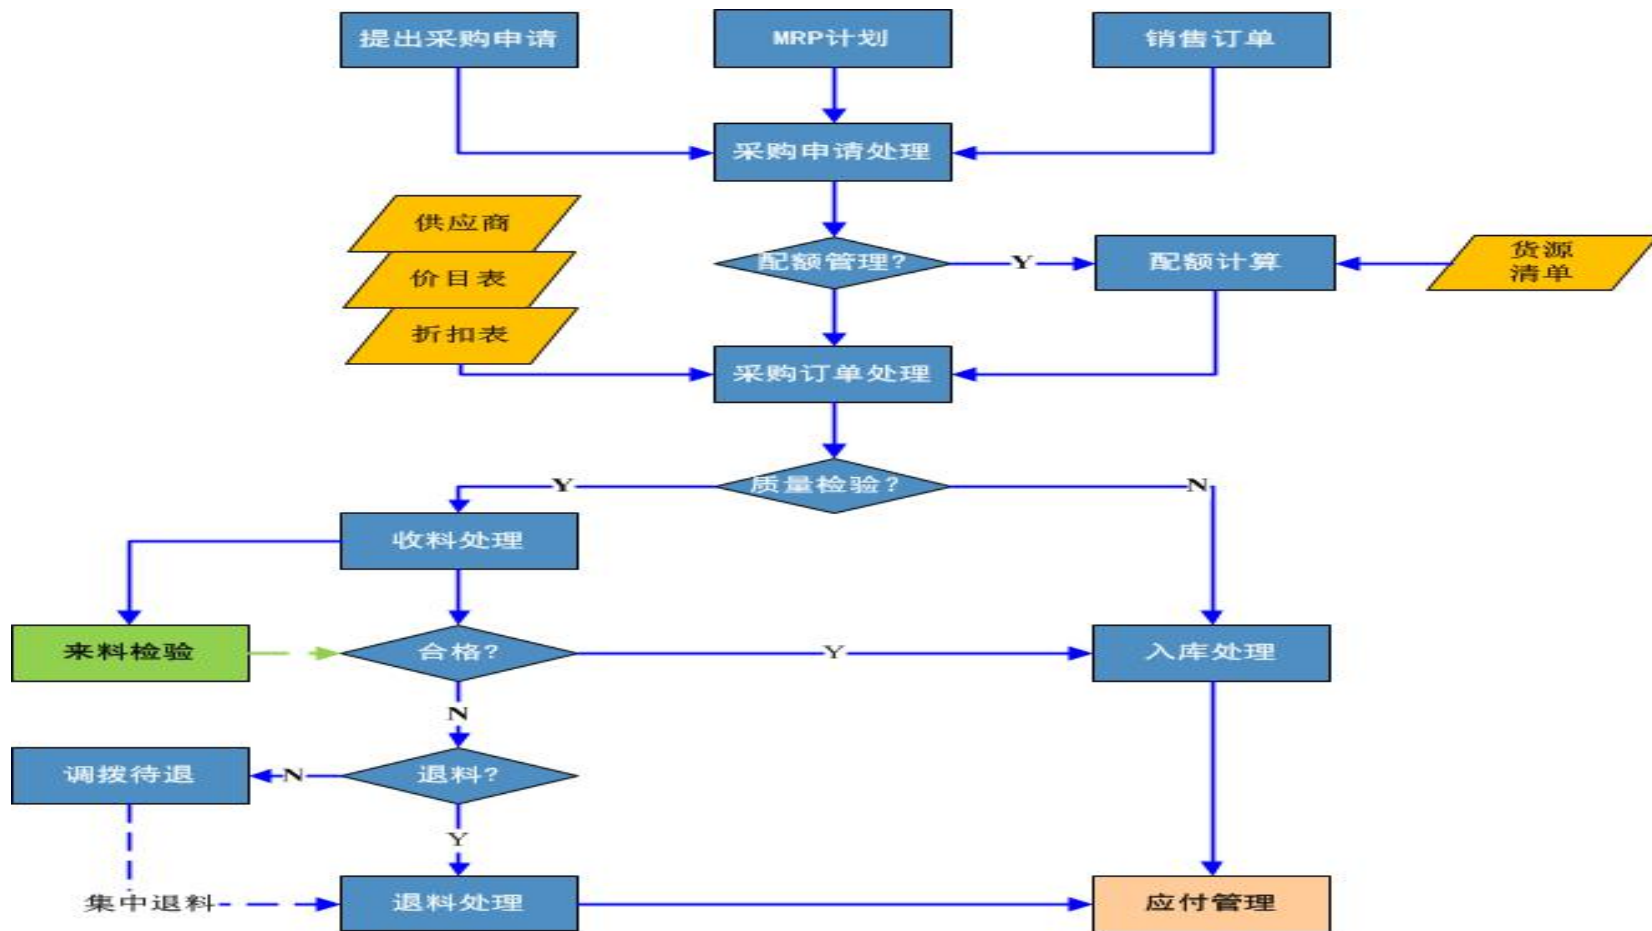 提出采购申请
MRP计划
销售订单
采购申请处理
供应商
价目表
折扣表
配额管理?
Y
配额计算
货源
清单
采购订单处理
质量检验?
Y
N
收料处理
来料检验
合格?
Y
入库处理
N
调拨待退
N
退料?
Y
集中退料
退料处理
应付管理